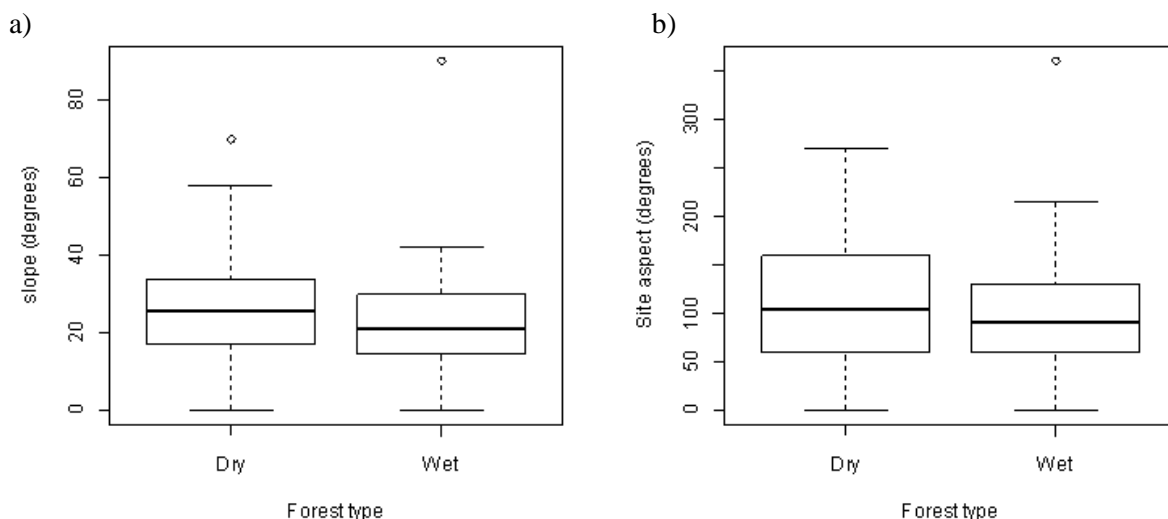 a)
slope (degrees)
80
60
40
20
0
Dry
Wet
Forest type
b)
Site aspect (degrees)
300
200
100
50
0
Dry
Wet
Forest type